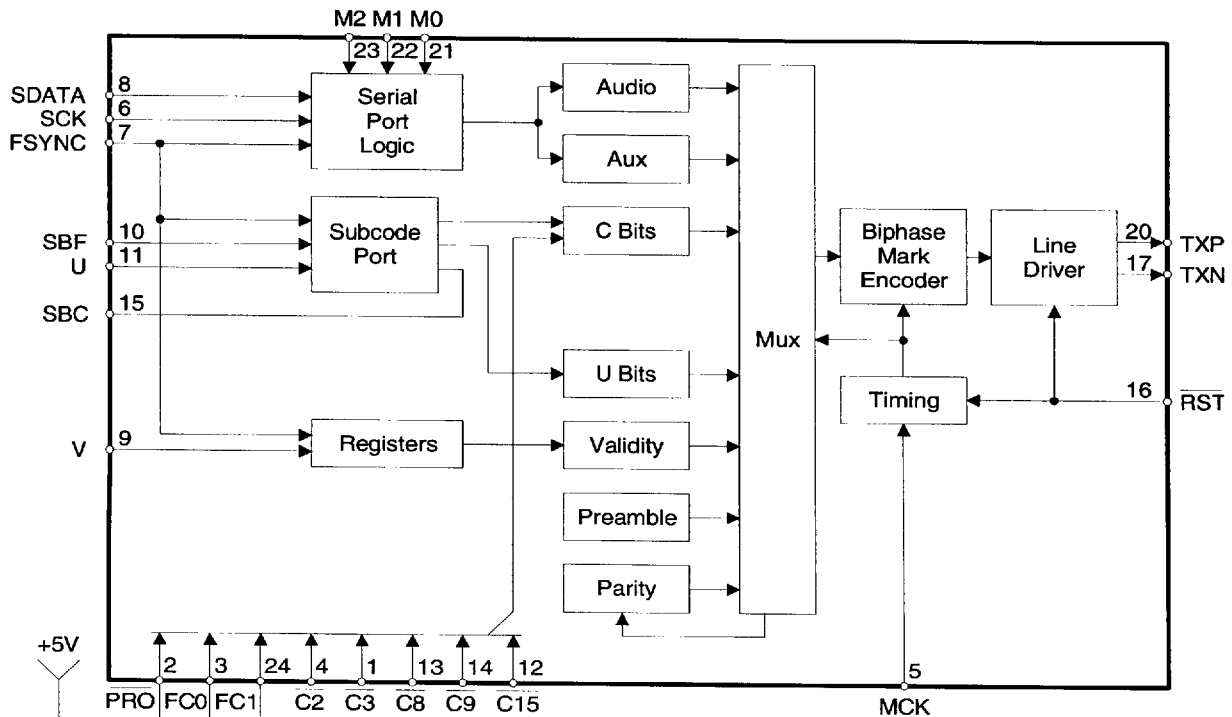 M2 M1 M0
23 22 21
SDATA 8
SCK 6
FSYNC 7
Serial
Port
Logic
Audio
Aux
SBF 10
U 11
SBC 15
Subcode
Port
C Bits
Biphase
Mark
Encoder
Line
Driver
20 TXP
17 TXN
Mux
U Bits
Timing
16 RST
V 9
Registers
Validity
Preamble
Parity
+5V
2 3 24 4 1 13 14 12 5
PRO FC0 FC1 C2 C3 C8 C9 C15 MCK